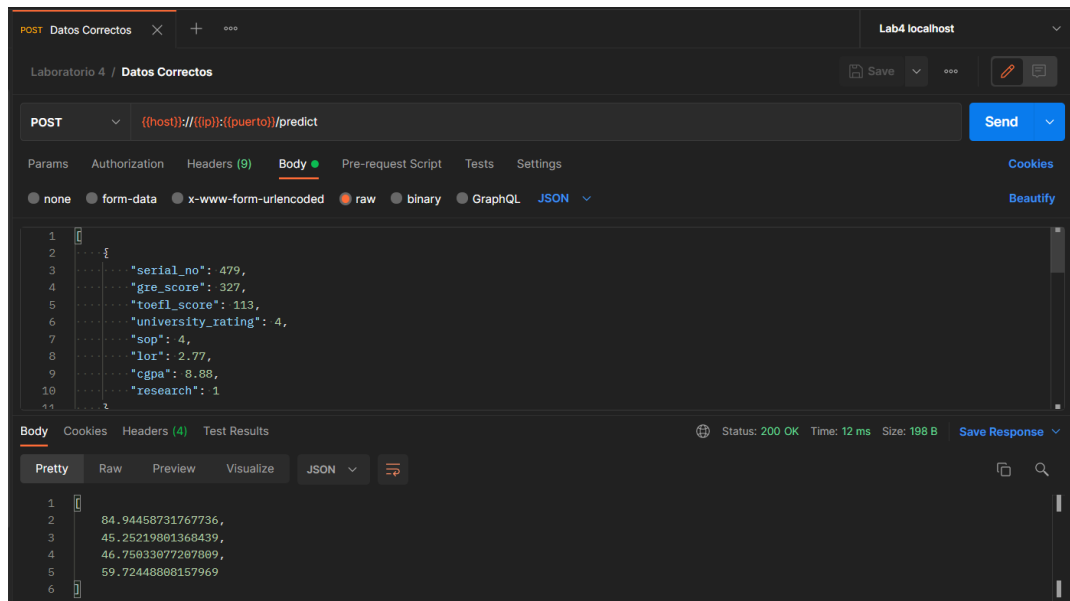 POST Datos Correctos
Lab4 localhost
Laboratorio 4 / Datos Correctos
Save
POST {{host}}://{{ip}}:{{puerto}}/predict Send
Params Authorization Headers (9) Body Pre-request Script Tests Settings Cookies
none form-data x-www-form-urlencoded raw binary GraphQL JSON Beautify
1 [
2 {
3 "serial_no": 479,
4 "gre_score": 327,
5 "toefl_score": 113,
6 "university_rating": 4,
7 "sop": 4,
8 "lor": 2.77,
9 "cgpa": 8.88,
10 "research": 1
11 }
Body Cookies Headers (4) Test Results Status: 200 OK Time: 12 ms Size: 198 B Save Response
Pretty Raw Preview Visualize JSON
1 [
2 84.94458731767736,
3 45.25219801368439,
4 46.75033077207809,
5 59.72448808157969
6 ]